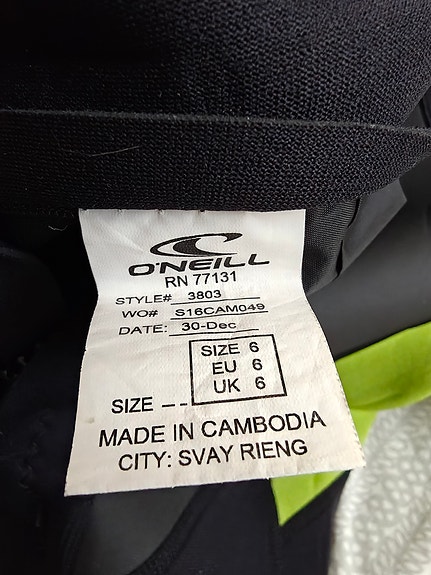 O'NEILL
RN 77131
STYLE# 3803
WO# S16CAM049
DATE: 30-Dec
SIZE 6
EU 6
UK 6
SIZE _ _
MADE IN CAMBODIA
CITY: SVAY RIENG